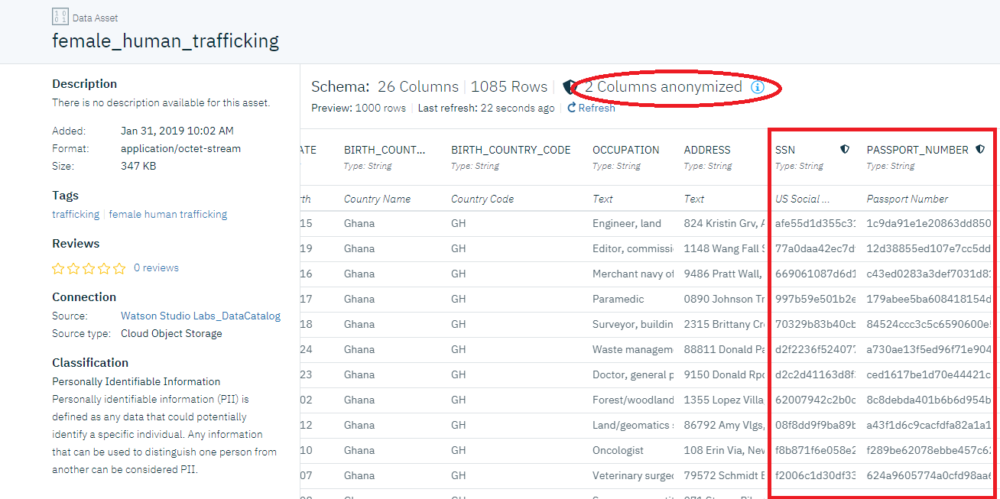 Data Asset
female_human_trafficking
Description
There is no description available for this asset.
Added: Jan 31, 2019 10:02 AM
Format: application/octet-stream
Size: 347 KB
Tags
trafficking | female human trafficking
Reviews
0 reviews
Connection
Source: Watson Studio Labs_DataCatalog
Source type: Cloud Object Storage
Classification
Personally Identifiable Information
Personally identifiable information (PII) is
defined as any data that could potentially
identify a specific individual. Any information
that can be used to distinguish one person from
another can be considered PII.
Schema: 26 Columns | 1085 Rows | 2 Columns anonymized
Preview: 1000 rows | Last refresh: 22 seconds ago | Refresh
ATE BIRTH_COUNT... BIRTH_COUNTRY_CODE OCCUPATION ADDRESS SSN PASSPORT_NUMBER
Type: String Type: String Type: String Type: String Type: String Type: String
rth Country Name Country Code Text Text US Social ... Passport Number
15 Ghana GH Engineer, land 824 Kristin Grv, A afe55d1d355c31 1c9da91e1e20863dd850
19 Ghana GH Editor, commissi 1148 Wang Fall S 77a0daa42ec7d 12d38855ed107e7cc5dd
16 Ghana GH Merchant navy of 9486 Pratt Wall, 669061087d6d1 c43ed0283a3def7031d81
17 Ghana GH Paramedic 0890 Johnson Tr 997b59e501b2e 179abee5ba608418154d
18 Ghana GH Surveyor, buildin 2315 Brittany Cr 70329b83b40cb 84524ccc3c5c6590600e
24 Ghana GH Waste managem 88811 Donald Pa d2f2236f52407 a730ae13f5ed96f71e904
23 Ghana GH Doctor, general p 9150 Donald Rpo d2c2d41163d8f ced1617be1d70e44421c
02 Ghana GH Forest/woodland 1355 Lopez Villa 62007942c2b0c 8c8debda401b6b6d954b
12 Ghana GH Land/geomatics 86792 Amy Vlgs, 08f8dd9f9ba89b a43f1d6c9cacfdfa82a1a1
10 Ghana GH Oncologist 108 Erin Via, Nev f8b871f6e058e2 f289be62078ebbe457c6
07 Ghana GH Veterinary surge 79572 Schmidt E f2006c1d30df33 624a9605774a0cfd98aa